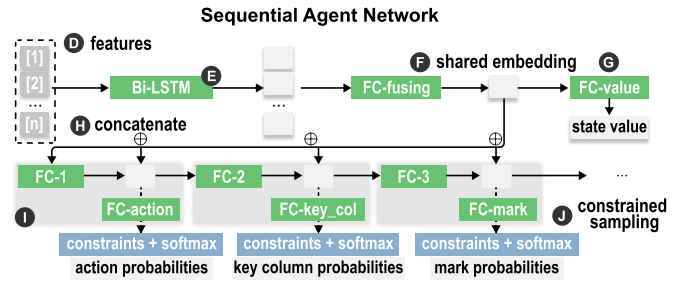 Sequential Agent Network
D features
[1]
[2]
...
[n]
Bi-LSTM
E
...
FC-fusing
F shared embedding
G
FC-value
state value
H concatenate
⊕ ⊕ ⊕
FC-1
FC-2
FC-3
...
I
FC-action
FC-key_col
FC-mark
J constrained
sampling
constraints + softmax
constraints + softmax
constraints + softmax
action probabilities
key column probabilities
mark probabilities